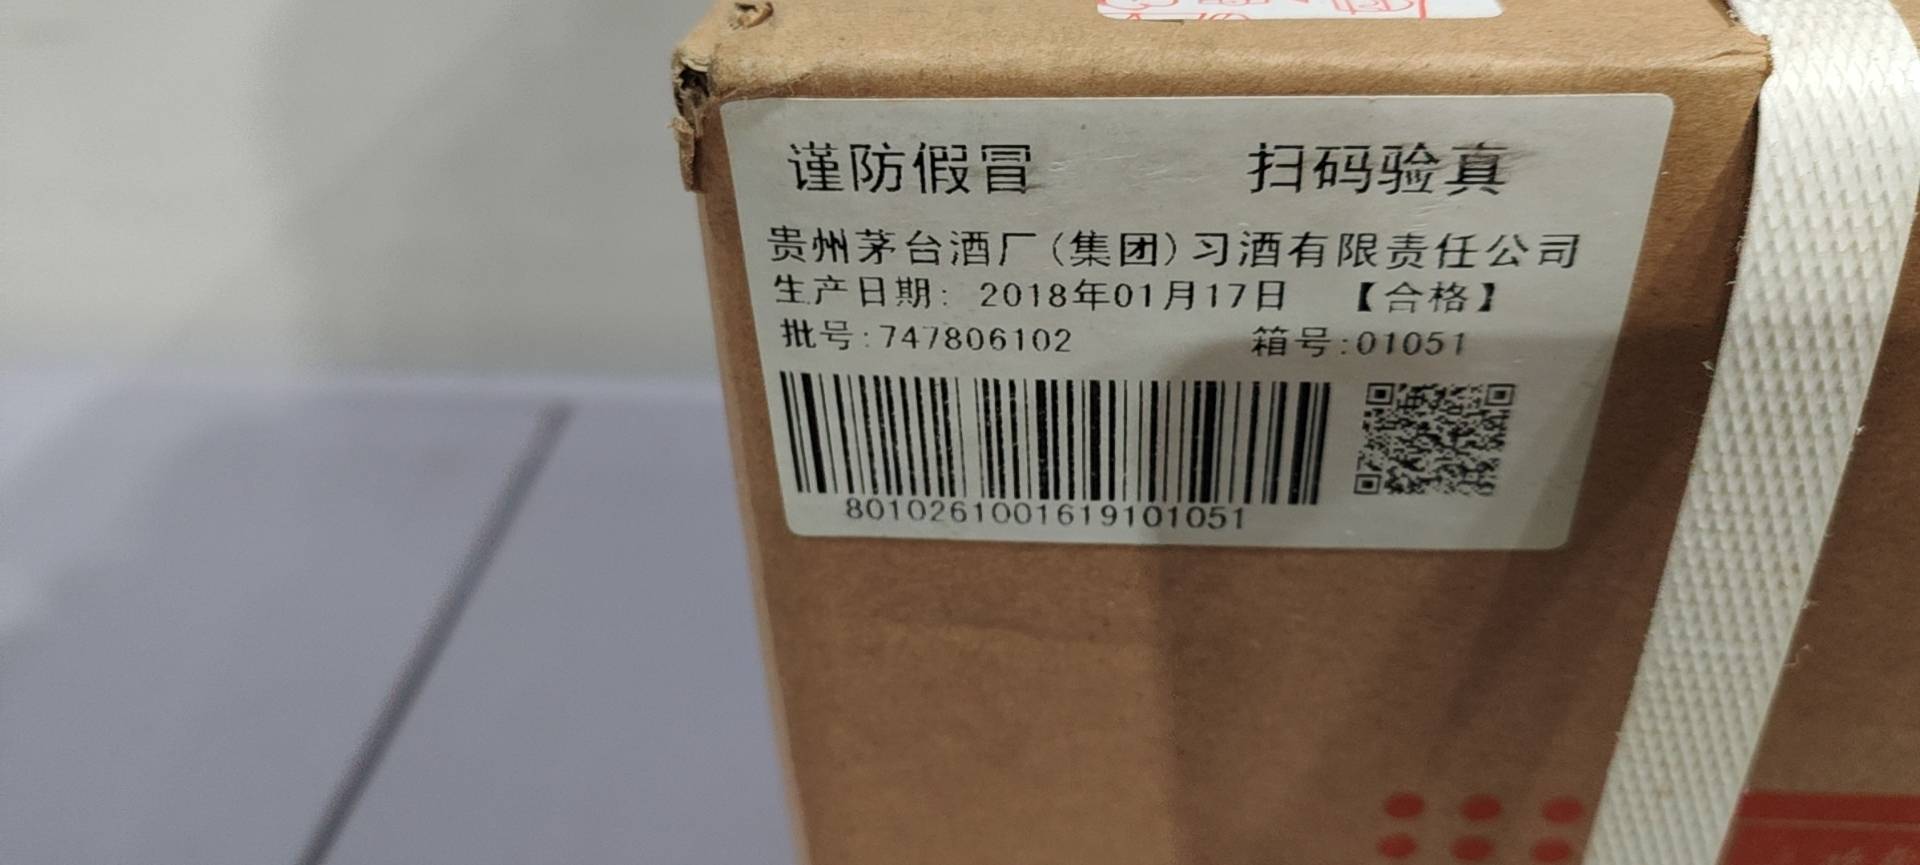 谨防假冒 扫码验真
贵州茅台酒厂(集团)习酒有限责任公司
生产日期: 2018年01月17日 【合格】
批号:747806102 箱号:01051
8010261001619101051